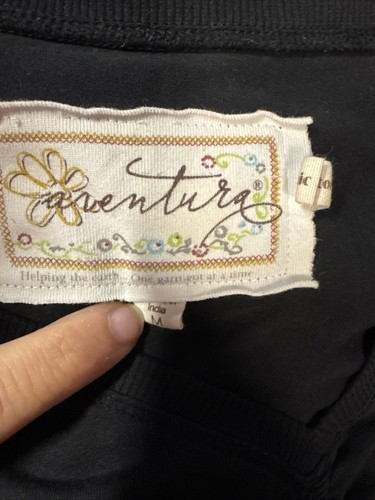 aventura®
Helping the earth... One garment at a time
India
M